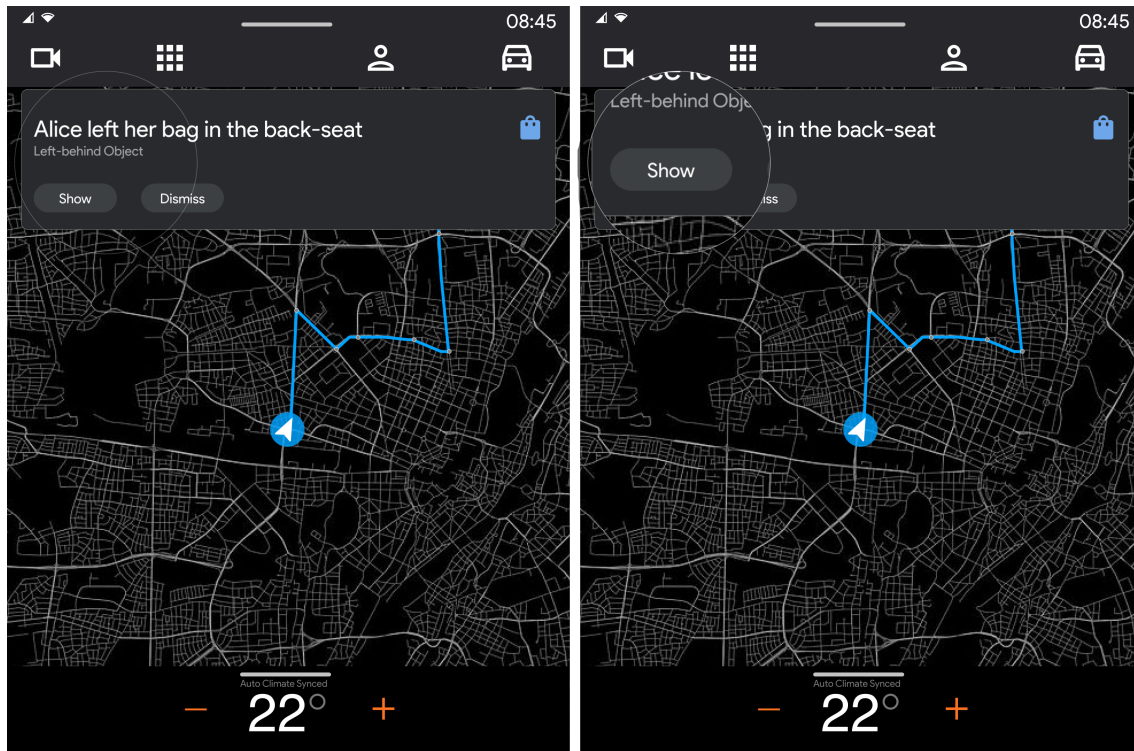 08:45
Alice left her bag in the back-seat
Left-behind Object
Show
Dismiss
Auto Climate Synced
22°
08:45
Left-behind Obje
g in the back-seat
Show
iss
Auto Climate Synced
22°